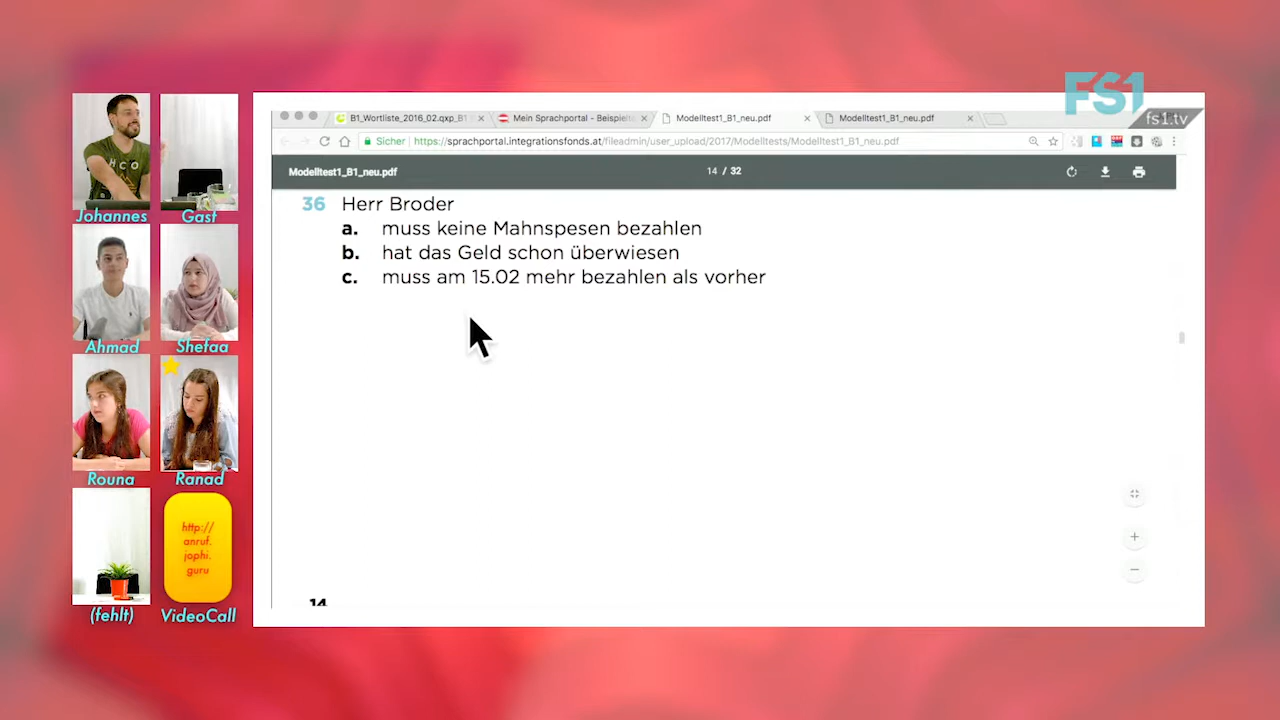 FS1
fs1.tv
B1_Wortliste_2016_02.qxp_B1
Mein Sprachportal - Beispielt
Modelltest1_B1_neu.pdf
Modelltest1_B1_neu.pdf
Sicher
https://sprachportal.integrationsfonds.at/fileadmin/user_upload/2017/Modelltests/Modelltest1_B1_neu.pdf
Modelltest1_B1_neu.pdf
14 / 32
36 Herr Broder
a. muss keine Mahnspesen bezahlen
b. hat das Geld schon überwiesen
c. muss am 15.02 mehr bezahlen als vorher
14
Johannes
Gast
Ahmad
Shefaa
Rouna
Ranad
(fehlt)
http://
anruf.
jophi.
guru
VideoCall